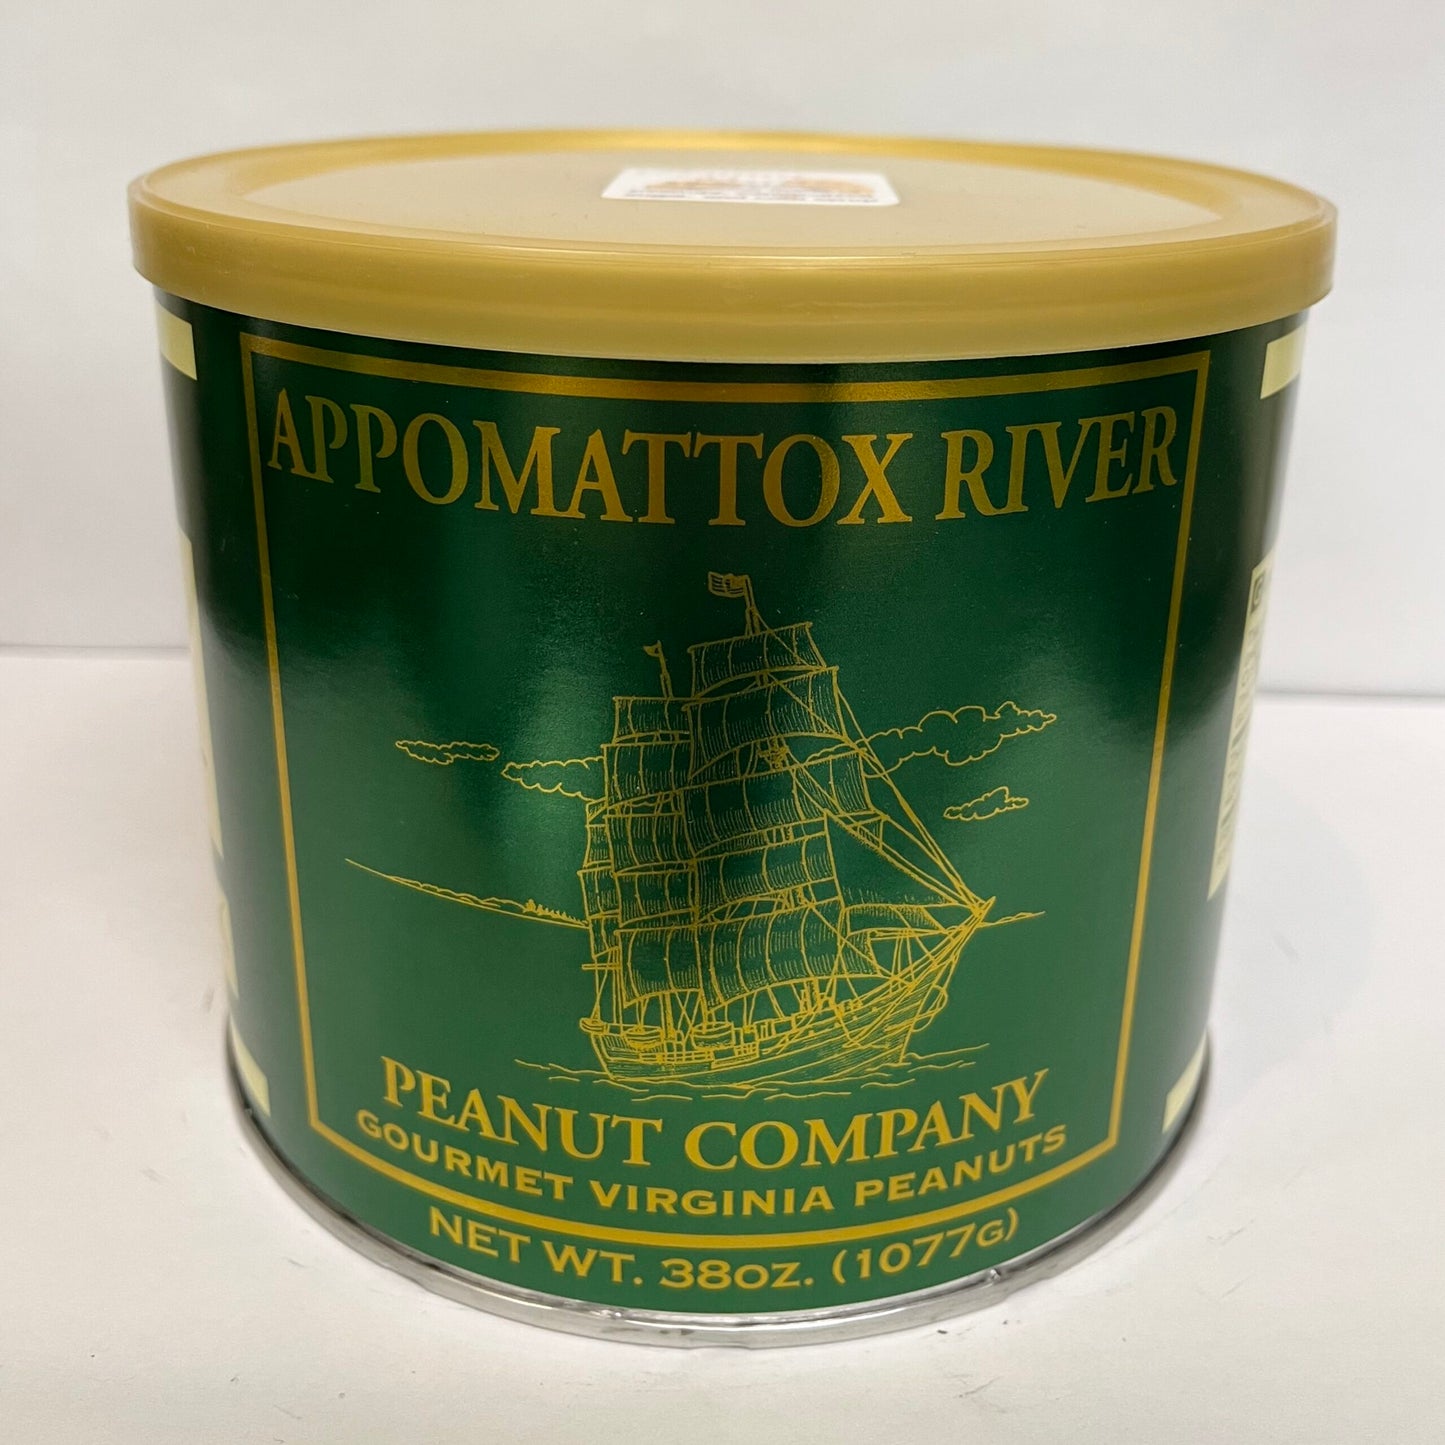 APPOMATTOX RIVER
PEANUT COMPANY
GOURMET VIRGINIA PEANUTS
NET WT. 38OZ. (1077G)